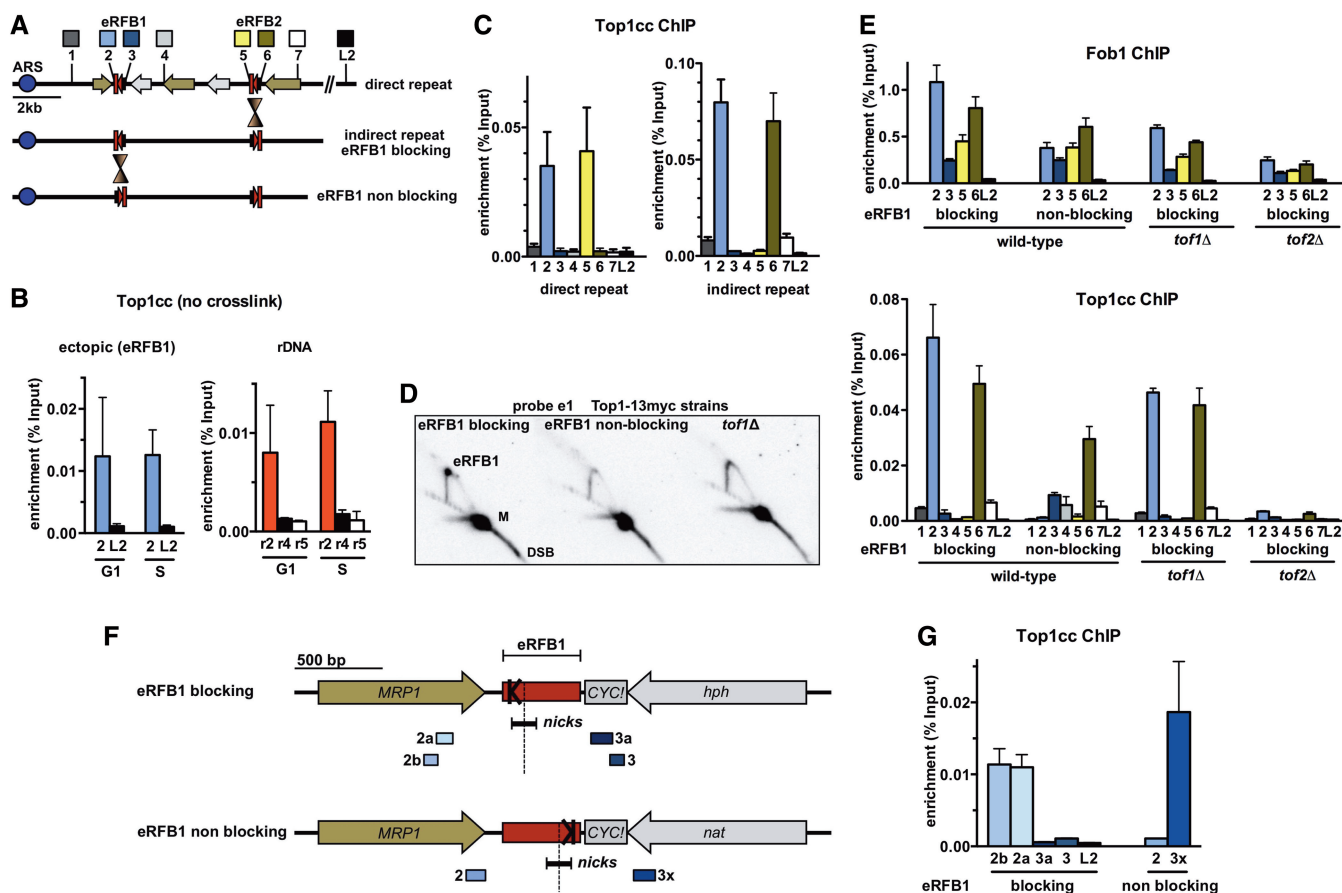 A
eRFB1
eRFB2
1
2
3
4
5
6
7
L2
ARS
direct repeat
2kb
indirect repeat
eRFB1 blocking
eRFB1 non blocking
B
Top1cc (no crosslink)
ectopic (eRFB1)
rDNA
enrichment (% Input)
0.02
0.01
0.00
2 L2
2 L2
G1
S
enrichment (% Input)
0.01
0.00
r2 r4 r5
r2 r4 r5
G1
S
C
Top1cc ChIP
enrichment (% Input)
0.05
0.00
1 2 3 4 5 6 7L2
direct repeat
enrichment (% Input)
0.10
0.05
0.00
1 2 3 4 5 6 7L2
indirect repeat
D
probe e1 Top1-13myc strains
eRFB1 blocking
eRFB1 non-blocking
tof1Δ
eRFB1
M
DSB
E
Fob1 ChIP
enrichment (% Input)
1.0
0.5
0.0
2 3 5 6L2
2 3 5 6L2
2 3 5 6L2
2 3 5 6L2
eRFB1
blocking
non-blocking
blocking
blocking
wild-type
tof1Δ
tof2Δ
Top1cc ChIP
enrichment (% Input)
0.08
0.06
0.04
0.02
0.00
1 2 3 4 5 6 7L2
1 2 3 4 5 6 7L2
1 2 3 4 5 6 7L2
1 2 3 4 5 6 7L2
eRFB1
blocking
non-blocking
blocking
blocking
wild-type
tof1Δ
tof2Δ
F
500 bp
eRFB1
eRFB1 blocking
MRP1
CYC!
hph
nicks
2a
3a
2b
3
eRFB1 non blocking
MRP1
CYC!
nat
nicks
2
3x
G
Top1cc ChIP
enrichment (% Input)
0.02
0.01
0.00
2b 2a 3a 3 L2
2 3x
eRFB1
blocking
non blocking